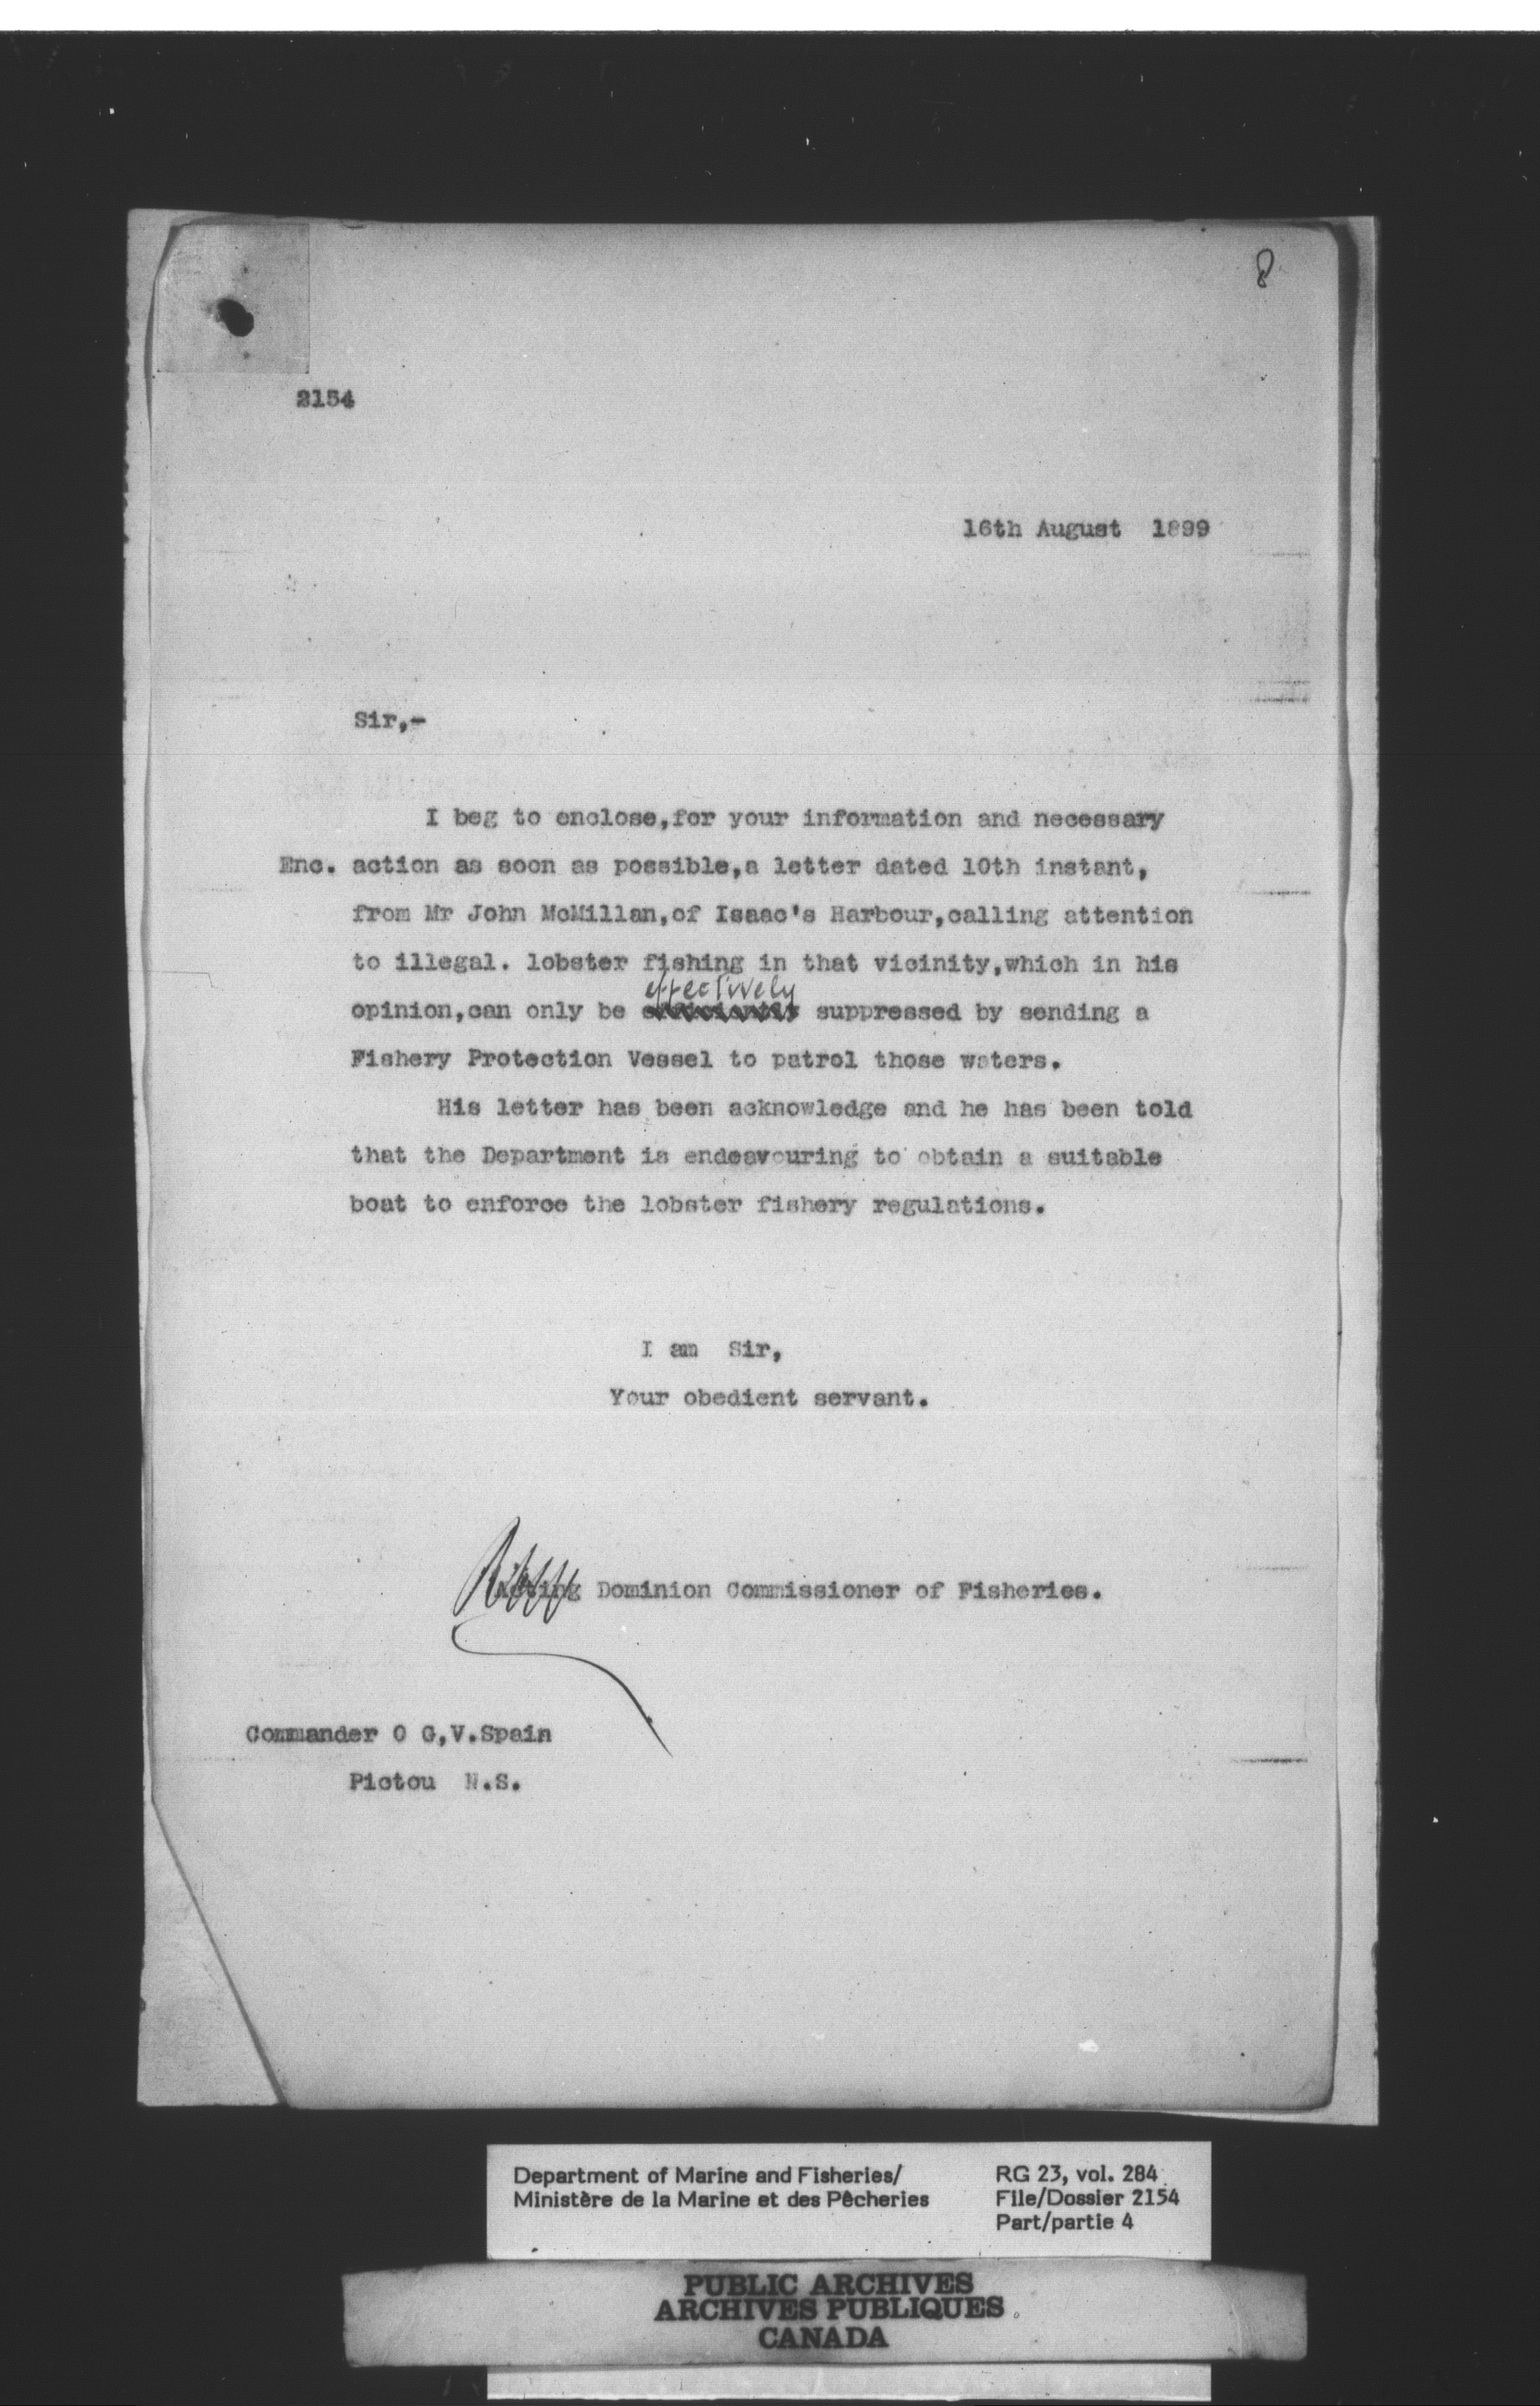 8
2154
16th August 1899
Sir,-
I beg to enclose,for your information and necessary
Enc. action as soon as possible,a letter dated 10th instant,
from Mr John McMillan,of Isaac's Harbour,calling attention
to illegal. lobster fishing in that vicinity,which in his
effectively
opinion,can only be suppressed by sending a
Fishery Protection Vessel to patrol those waters.
His letter has been acknowledge and he has been told
that the Department is endeavouring to obtain a suitable
boat to enforce the lobster fishery regulations.
I am Sir,
Your obedient servant.
Acting Dominion Commissioner of Fisheries.
Commander O G,V.Spain
Pictou N.S.
Department of Marine and Fisheries/
Ministère de la Marine et des Pêcheries
RG 23, vol. 284
File/Dossier 2154
Part/partie 4
PUBLIC ARCHIVES
ARCHIVES PUBLIQUES
CANADA